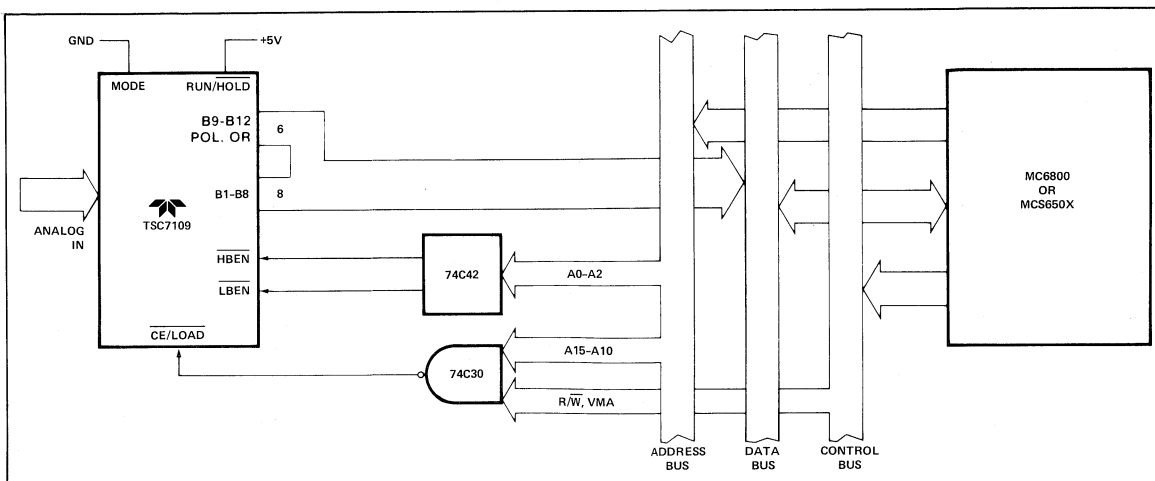 GND
+5V
MODE
RUN/HOLD
B9-B12
POL. OR
6
B1-B8
8
TSC7109
ANALOG
IN
HBEN
LBEN
CE/LOAD
74C42
A0-A2
74C30
A15-A10
R/W, VMA
MC6800
OR
MCS650X
ADDRESS
BUS
DATA
BUS
CONTROL
BUS